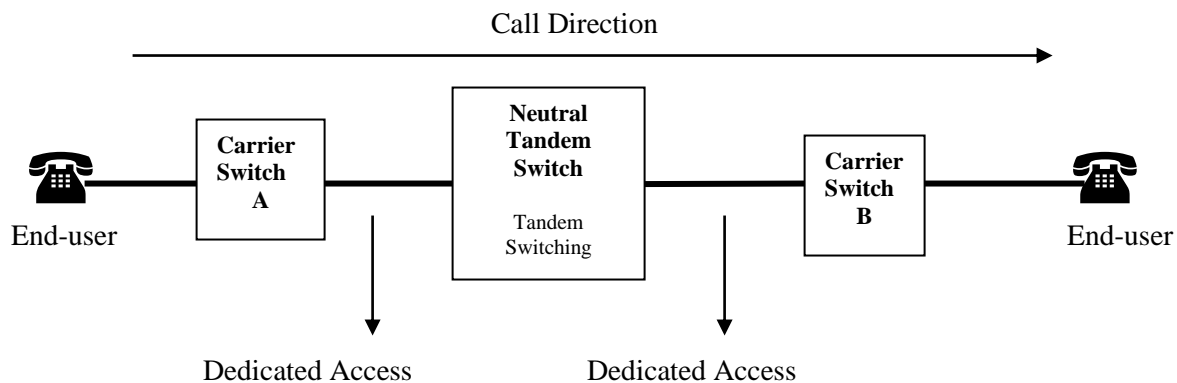 Call Direction
Neutral
Tandem
Switch
Tandem
Switching
Carrier
Switch
A
Carrier
Switch
B
End-user
End-user
Dedicated Access
Dedicated Access